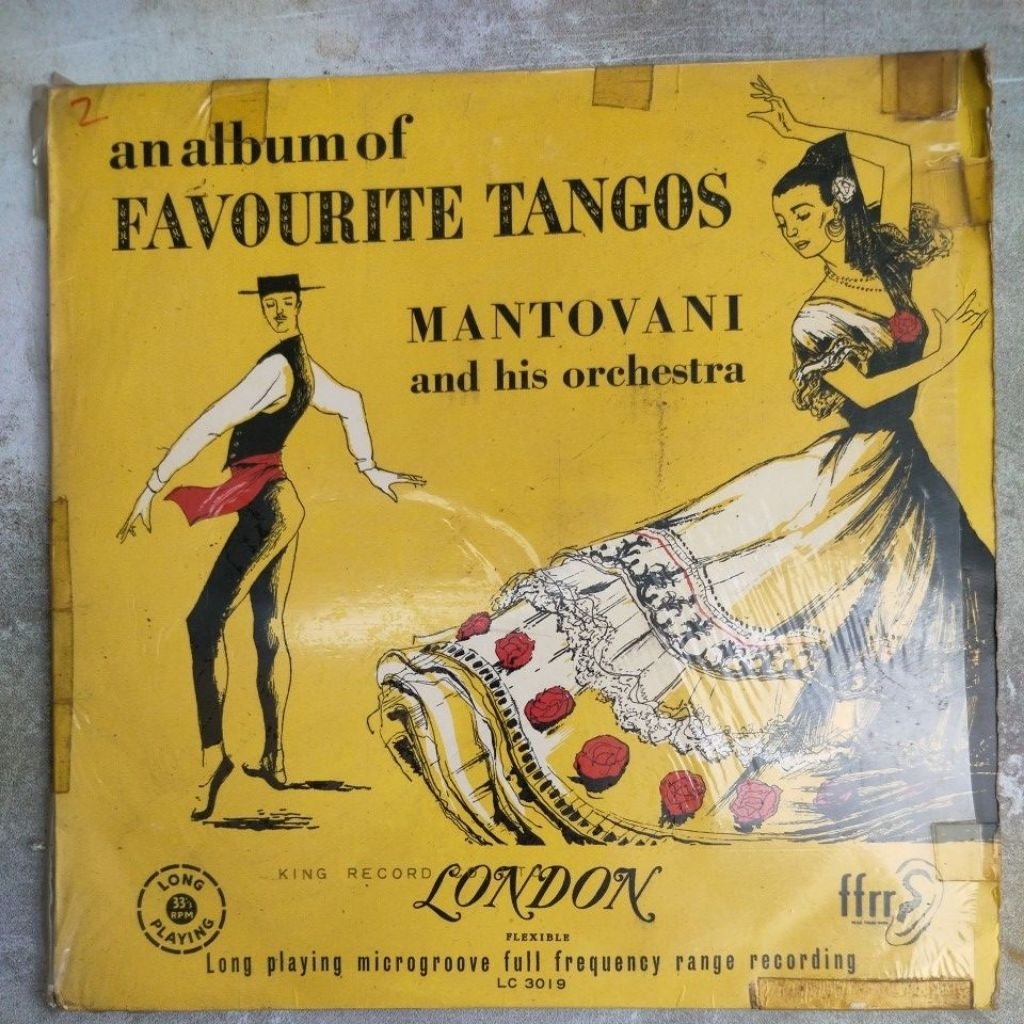 2
an album of
FAVOURITE TANGOS
MANTOVANI
and his orchestra
LONG
33⅓
RPM
PLAYING
KING RECORD
LONDON
ffrr
FLEXIBLE
Long playing microgroove full frequency range recording
LC 3019